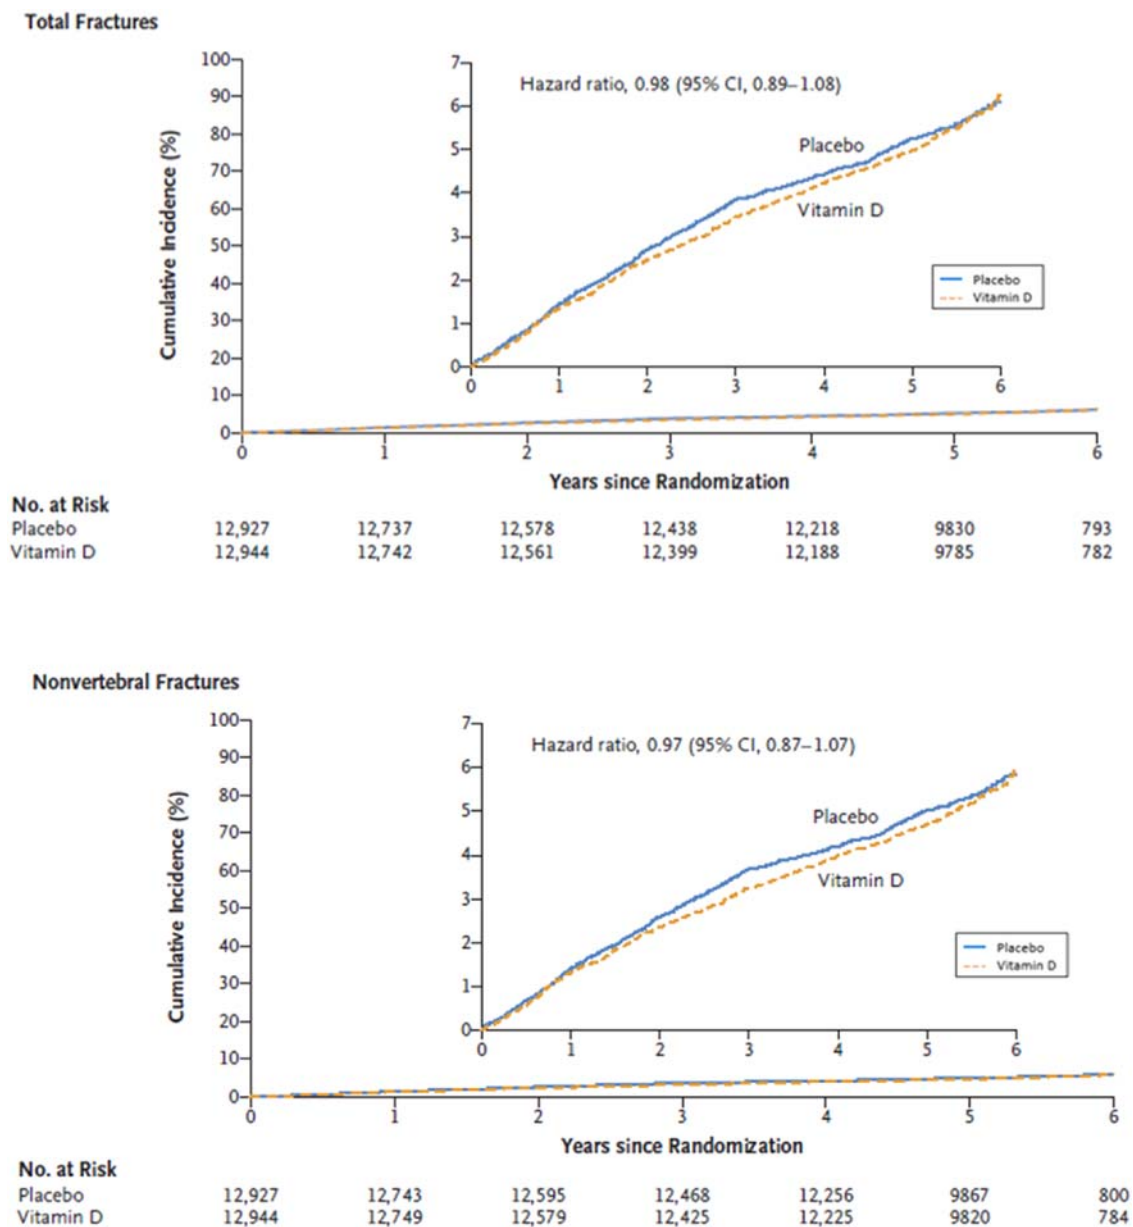 Total Fractures
Cumulative Incidence (%)
100
90
80
70
60
50
40
30
20
10
0
7
6
5
4
3
2
1
0
Hazard ratio, 0.98 (95% CI, 0.89–1.08)
Placebo
Vitamin D
Placebo
Vitamin D
0 1 2 3 4 5 6
0 1 2 3 4 5 6
Years since Randomization
No. at Risk
Placebo 12,927 12,737 12,578 12,438 12,218 9830 793
Vitamin D 12,944 12,742 12,561 12,399 12,188 9785 782
Nonvertebral Fractures
Cumulative Incidence (%)
100
90
80
70
60
50
40
30
20
10
0
7
6
5
4
3
2
1
0
Hazard ratio, 0.97 (95% CI, 0.87–1.07)
Placebo
Vitamin D
Placebo
Vitamin D
0 1 2 3 4 5 6
0 1 2 3 4 5 6
Years since Randomization
No. at Risk
Placebo 12,927 12,743 12,595 12,468 12,256 9867 800
Vitamin D 12,944 12,749 12,579 12,425 12,225 9820 784